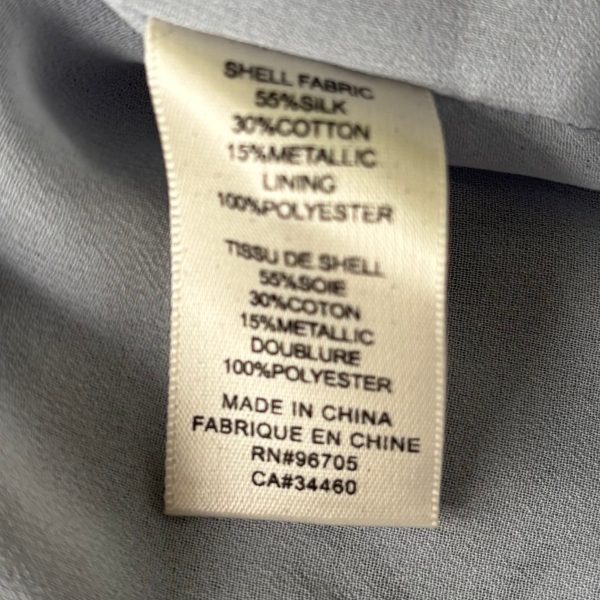 SHELL FABRIC
55%SILK
30%COTTON
15%METALLIC
LINING
100%POLYESTER
TISSU DE SHELL
55%SOIE
30%COTON
15%METALLIC
DOUBLURE
100%POLYESTER
MADE IN CHINA
FABRIQUE EN CHINE
RN#96705
CA#34460